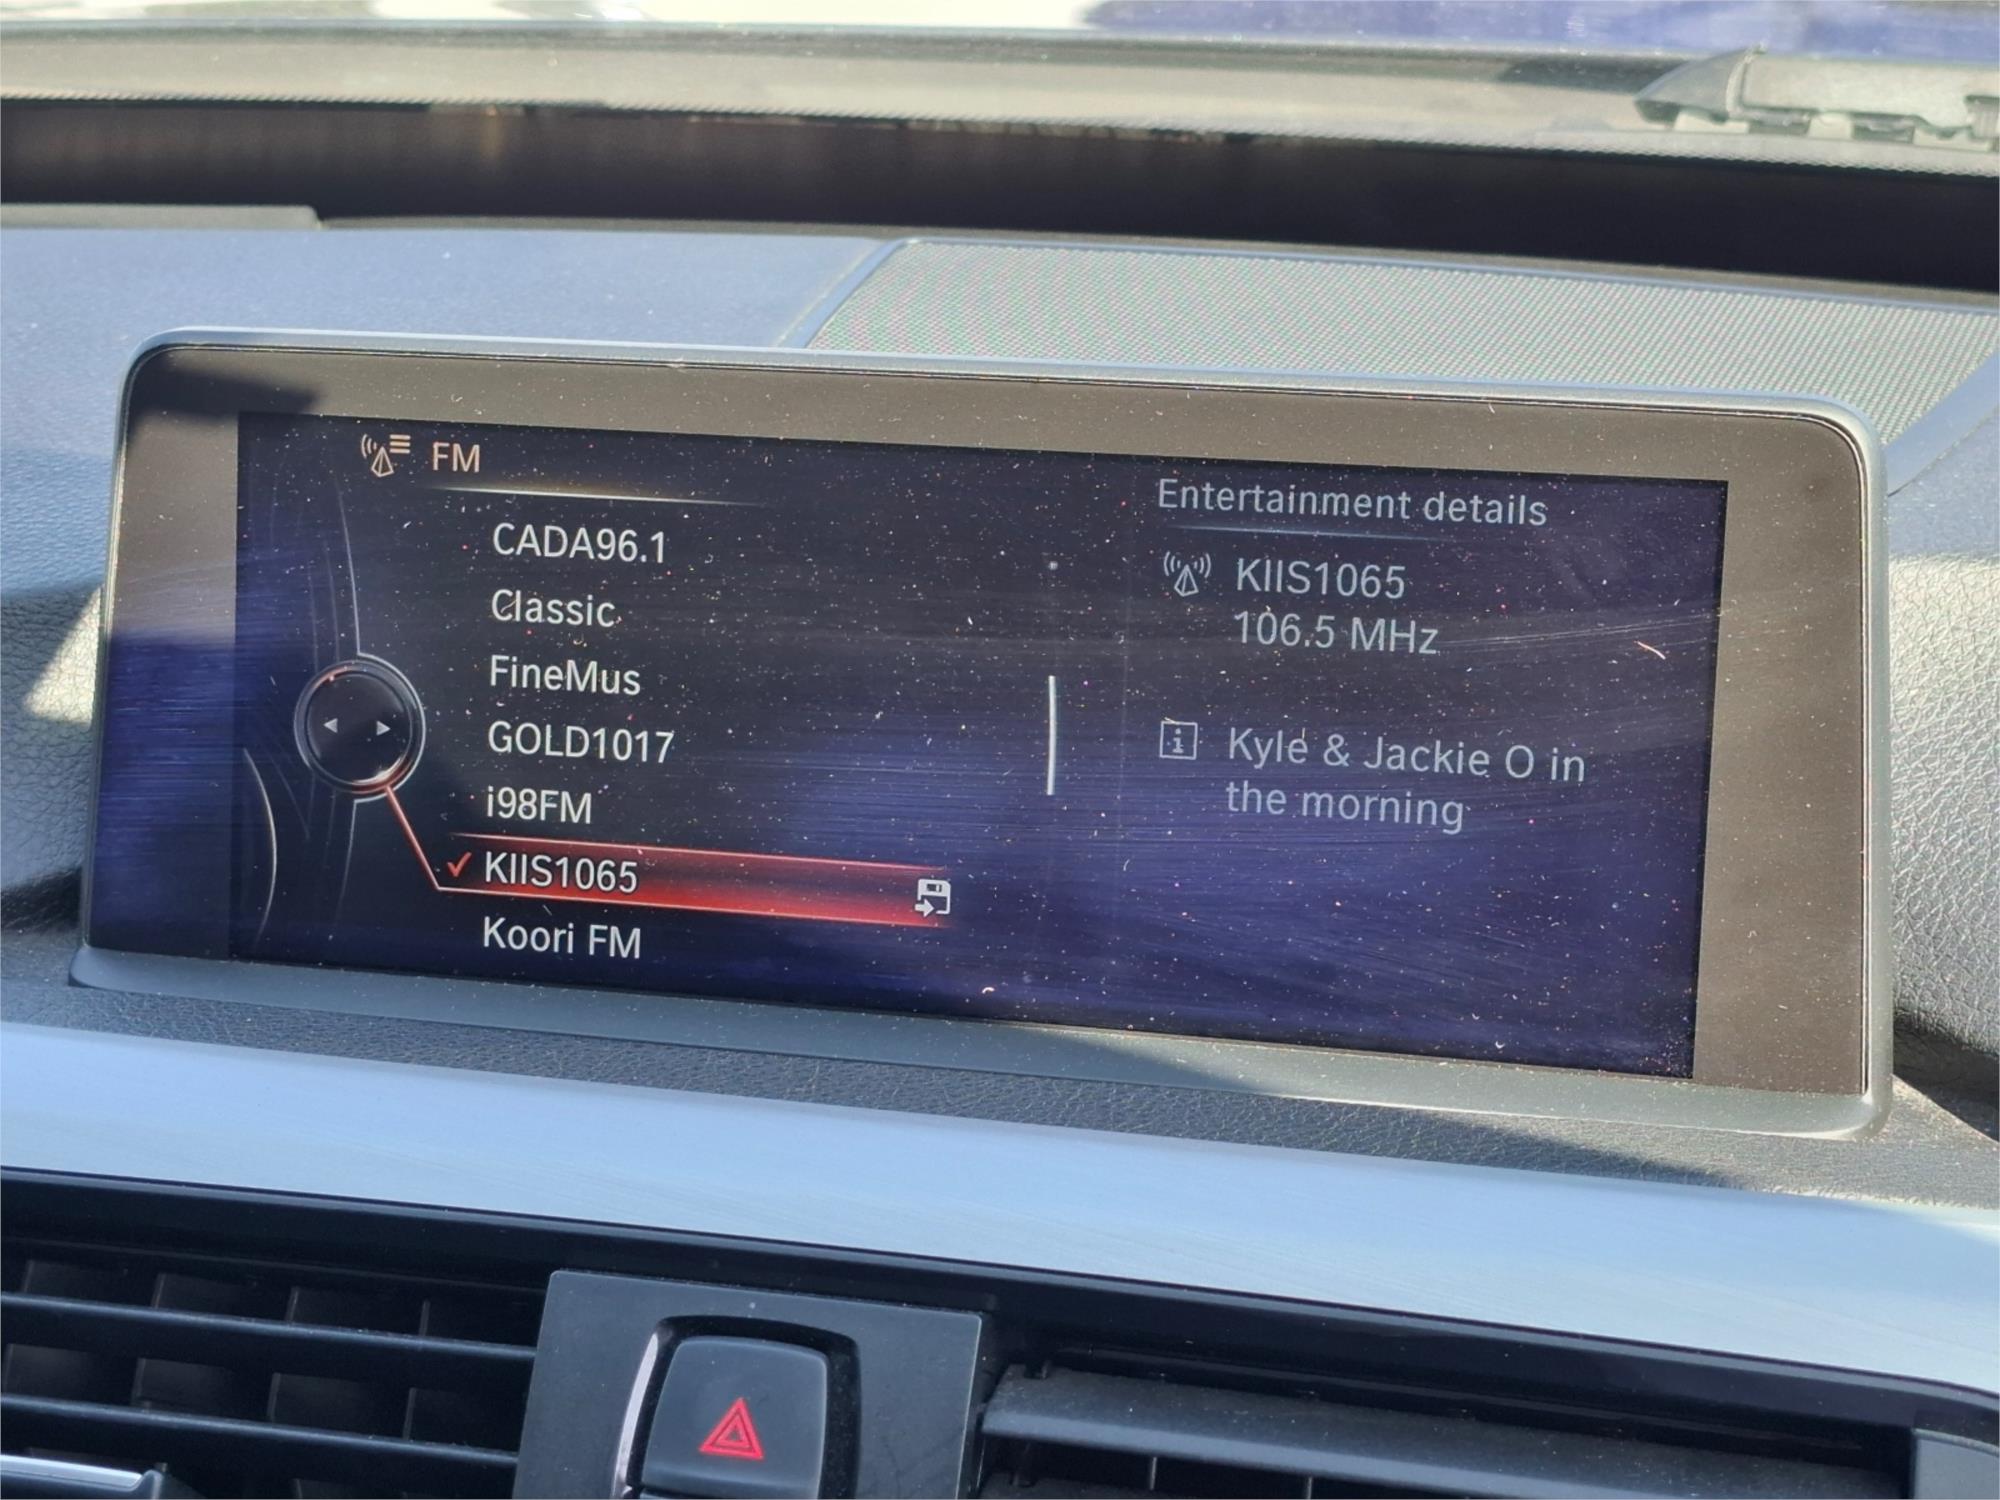 FM
CADA96.1
Classic
FineMus
GOLD1017
i98FM
KIIS1065
Koori FM
Entertainment details
KIIS1065
106.5 MHz
Kyle & Jackie O in
the morning